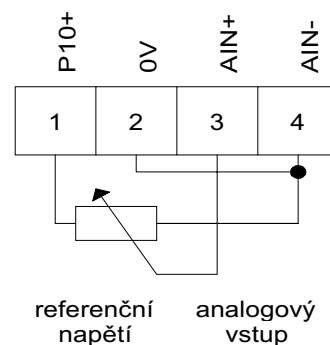 P10+ 0V AIN+ AIN-
1 2 3 4
referenční analogový
napětí vstup